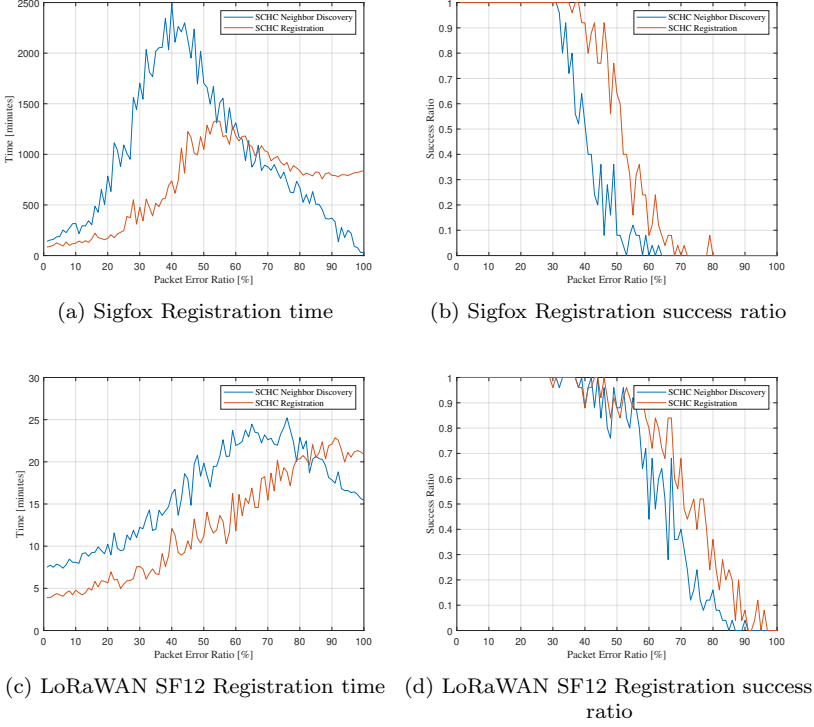 2500
2000
1500
1000
500
0
Time [minutes]
SCHC Neighbor Discovery
SCHC Registration
0 10 20 30 40 50 60 70 80 90 100
Packet Error Ratio [%]
(a) Sigfox Registration time
1
0.9
0.8
0.7
0.6
0.5
0.4
0.3
0.2
0.1
0
Success Ratio
SCHC Neighbor Discovery
SCHC Registration
0 10 20 30 40 50 60 70 80 90 100
Packet Error Ratio [%]
(b) Sigfox Registration success ratio
30
25
20
15
10
5
0
Time [minutes]
SCHC Neighbor Discovery
SCHC Registration
0 10 20 30 40 50 60 70 80 90 100
Packet Error Ratio [%]
(c) LoRaWAN SF12 Registration time
1
0.9
0.8
0.7
0.6
0.5
0.4
0.3
0.2
0.1
0
Success Ratio
SCHC Neighbor Discovery
SCHC Registration
0 10 20 30 40 50 60 70 80 90 100
Packet Error Ratio [%]
(d) LoRaWAN SF12 Registration success
ratio